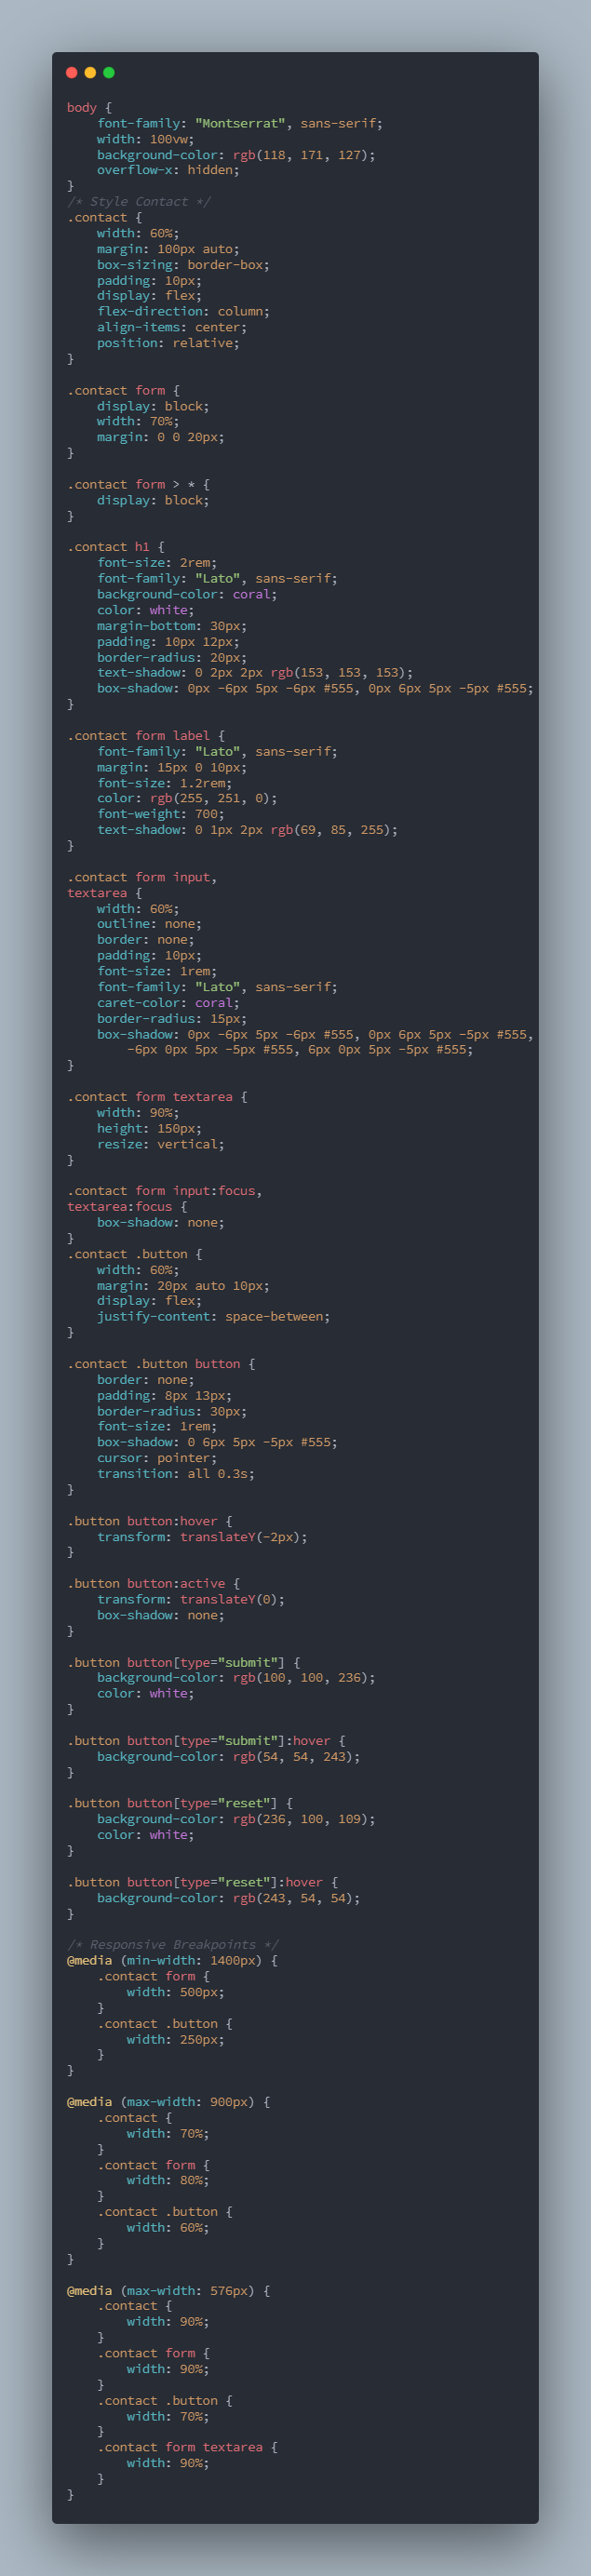 body {
    font-family: "Montserrat", sans-serif;
    width: 100vw;
    background-color: rgb(118, 171, 127);
    overflow-x: hidden;
}
/* Style Contact */
.contact {
    width: 60%;
    margin: 100px auto;
    box-sizing: border-box;
    padding: 10px;
    display: flex;
    flex-direction: column;
    align-items: center;
    position: relative;
}

.contact form {
    display: block;
    width: 70%;
    margin: 0 0 20px;
}

.contact form > * {
    display: block;
}

.contact h1 {
    font-size: 2rem;
    font-family: "Lato", sans-serif;
    background-color: coral;
    color: white;
    margin-bottom: 30px;
    padding: 10px 12px;
    border-radius: 20px;
    text-shadow: 0 2px 2px rgb(153, 153, 153);
    box-shadow: 0px -6px 5px -6px #555, 0px 6px 5px -5px #555;
}

.contact form label {
    font-family: "Lato", sans-serif;
    margin: 15px 0 10px;
    font-size: 1.2rem;
    color: rgb(255, 251, 0);
    font-weight: 700;
    text-shadow: 0 1px 2px rgb(69, 85, 255);
}

.contact form input,
textarea {
    width: 60%;
    outline: none;
    border: none;
    padding: 10px;
    font-size: 1rem;
    font-family: "Lato", sans-serif;
    caret-color: coral;
    border-radius: 15px;
    box-shadow: 0px -6px 5px -6px #555, 0px 6px 5px -5px #555,
        -6px 0px 5px -5px #555, 6px 0px 5px -5px #555;
}

.contact form textarea {
    width: 90%;
    height: 150px;
    resize: vertical;
}

.contact form input:focus,
textarea:focus {
    box-shadow: none;
}
.contact .button {
    width: 60%;
    margin: 20px auto 10px;
    display: flex;
    justify-content: space-between;
}

.contact .button button {
    border: none;
    padding: 8px 13px;
    border-radius: 30px;
    font-size: 1rem;
    box-shadow: 0 6px 5px -5px #555;
    cursor: pointer;
    transition: all 0.3s;
}

.button button:hover {
    transform: translateY(-2px);
}

.button button:active {
    transform: translateY(0);
    box-shadow: none;
}

.button button[type="submit"] {
    background-color: rgb(100, 100, 236);
    color: white;
}

.button button[type="submit"]:hover {
    background-color: rgb(54, 54, 243);
}

.button button[type="reset"] {
    background-color: rgb(236, 100, 109);
    color: white;
}

.button button[type="reset"]:hover {
    background-color: rgb(243, 54, 54);
}

/* Responsive Breakpoints */
@media (min-width: 1400px) {
    .contact form {
        width: 500px;
    }
    .contact .button {
        width: 250px;
    }
}

@media (max-width: 900px) {
    .contact {
        width: 70%;
    }
    .contact form {
        width: 80%;
    }
    .contact .button {
        width: 60%;
    }
}

@media (max-width: 576px) {
    .contact {
        width: 90%;
    }
    .contact form {
        width: 90%;
    }
    .contact .button {
        width: 70%;
    }
    .contact form textarea {
        width: 90%;
    }
}